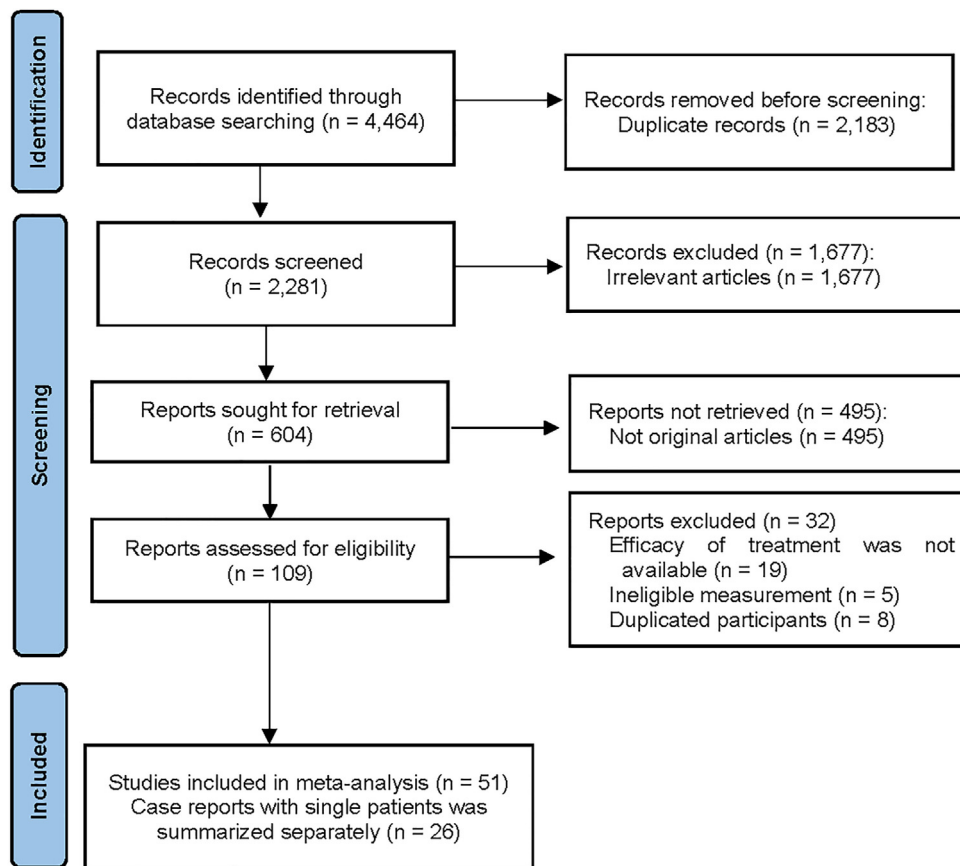 Identification
Records identified through
database searching (n = 4,464)
Records removed before screening:
Duplicate records (n = 2,183)
Screening
Records screened
(n = 2,281)
Records excluded (n = 1,677):
Irrelevant articles (n = 1,677)
Reports sought for retrieval
(n = 604)
Reports not retrieved (n = 495):
Not original articles (n = 495)
Reports assessed for eligibility
(n = 109)
Reports excluded (n = 32)
Efficacy of treatment was not
available (n = 19)
Ineligible measurement (n = 5)
Duplicated participants (n = 8)
Included
Studies included in meta-analysis (n = 51)
Case reports with single patients was
summarized separately (n = 26)